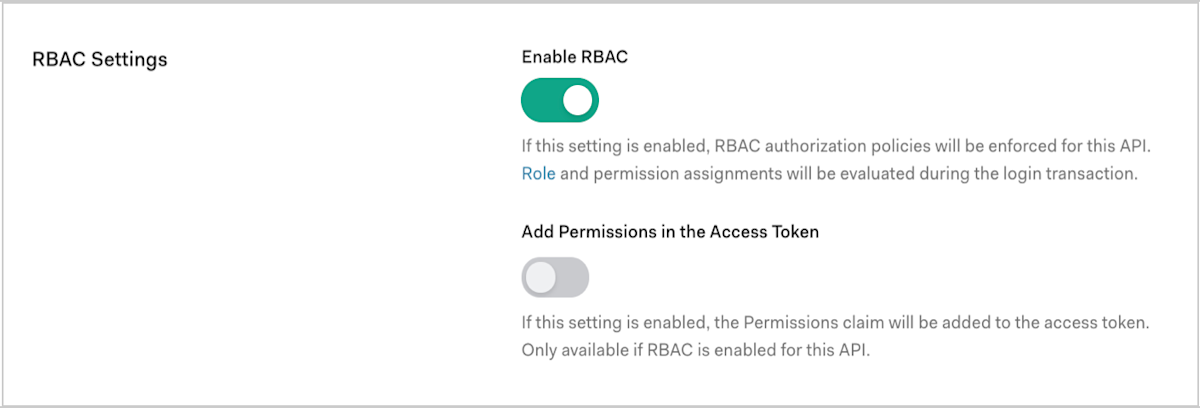 RBAC Settings
Enable RBAC
If this setting is enabled, RBAC authorization policies will be enforced for this API.
Role and permission assignments will be evaluated during the login transaction.
Add Permissions in the Access Token
If this setting is enabled, the Permissions claim will be added to the access token.
Only available if RBAC is enabled for this API.